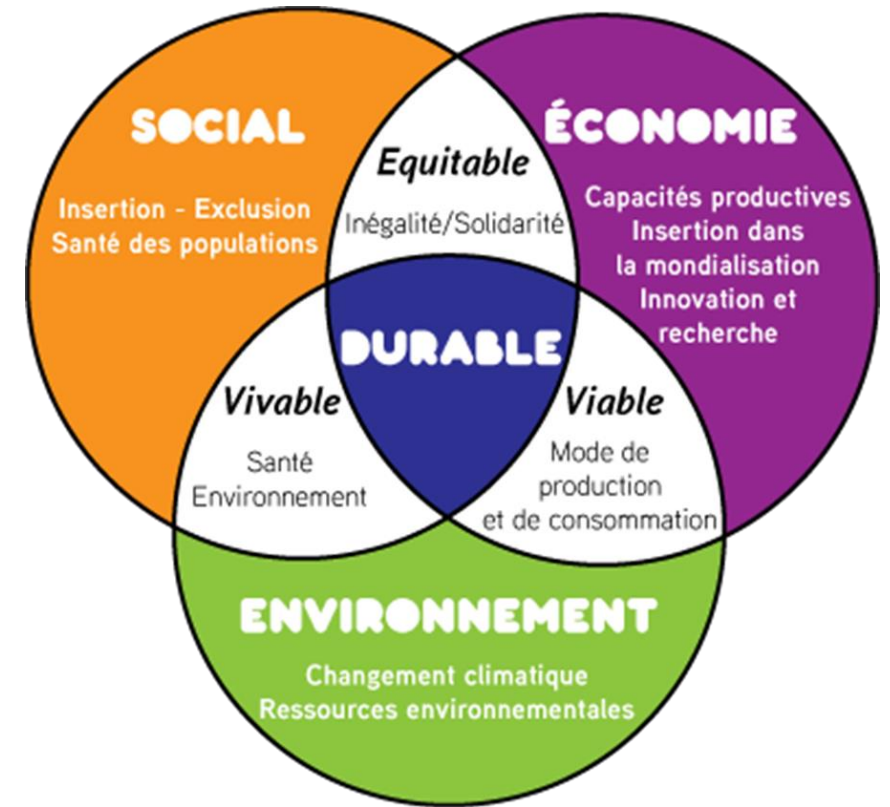 SOCIAL
Insertion - Exclusion
Santé des populations
Equitable
Inégalité/Solidarité
ÉCONOMIE
Capacités productives
Insertion dans
la mondialisation
Innovation et
recherche
DURABLE
Vivable
Santé
Environnement
Viable
Mode de
production
et de consommation
ENVIRONNEMENT
Changement climatique
Ressources environnementales